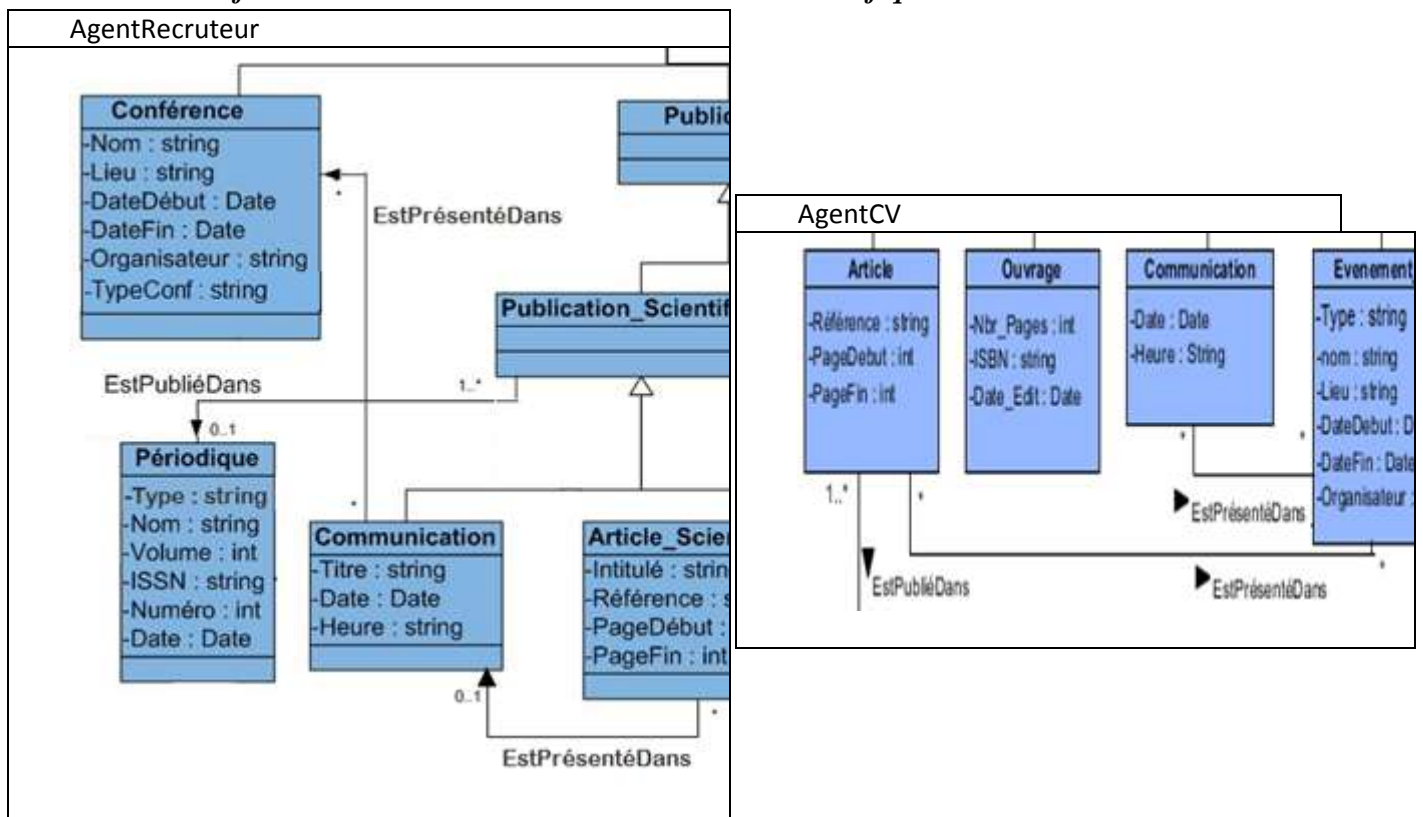 AgentRecruteur
Conférence
-Nom : string
-Lieu : string
-DateDébut : Date
-DateFin : Date
-Organisateur : string
-TypeConf : string
Public
EstPrésentéDans
*
Publication_Scientif
EstPubliéDans
1..*
0..1
Périodique
-Type : string
-Nom : string
-Volume : int
-ISSN : string
-Numéro : int
-Date : Date
*
Communication
-Titre : string
-Date : Date
-Heure : string
Article_Scie
-Intitulé : strin
-Référence : s
-PageDébut :
-PageFin : int
0..1
*
EstPrésentéDans
AgentCV
Article
-Référence : string
-PageDebut : int
-PageFin : int
Ouvrage
-Nbr_Pages : int
-ISBN : string
-Date_Edit : Date
Communication
-Date : Date
-Heure : String
Evenement
-Type : string
-nom : string
-Lieu : string
-DateDebut : D
-DateFin : Date
-Organisateur :
1..*
*
*
*
EstPrésentéDans
*
EstPubliéDans
EstPrésentéDans